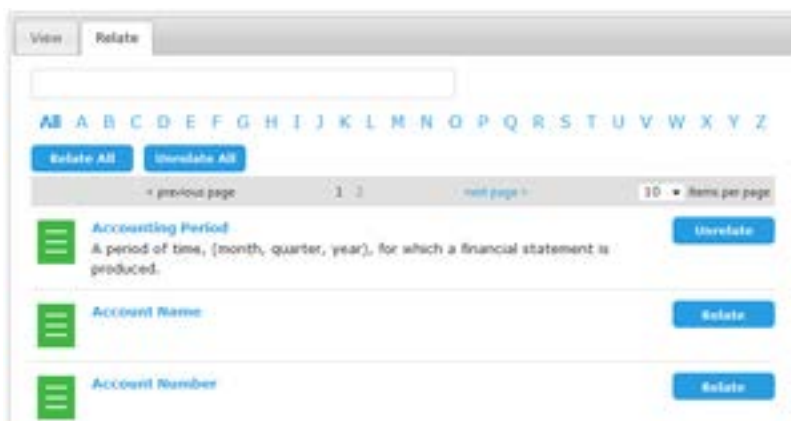 View Relate
All A B C D E F G H I J K L M N O P Q R S T U V W X Y Z
Relate All Unrelate All
< previous page 1 2 next page > 10 items per page
Accounting Period Unrelate
A period of time, (month, quarter, year), for which a financial statement is
produced.
Account Name Relate
Account Number Relate